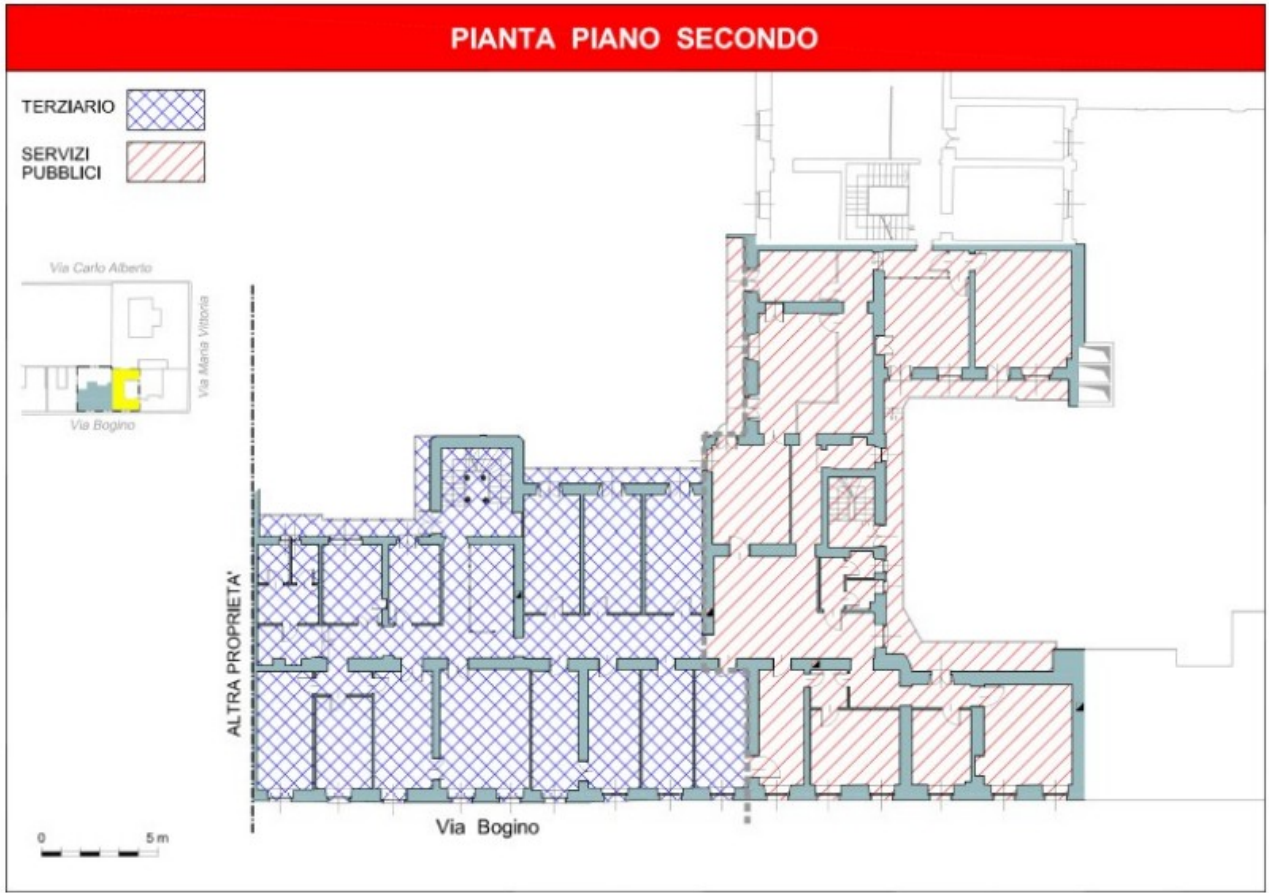 PIANTA PIANO SECONDO
TERZIARIO
SERVIZI
PUBBLICI
Via Carlo Alberto
Via Maria Vittoria
Via Bogino
ALTRA PROPRIETA'
Via Bogino
0 5 m